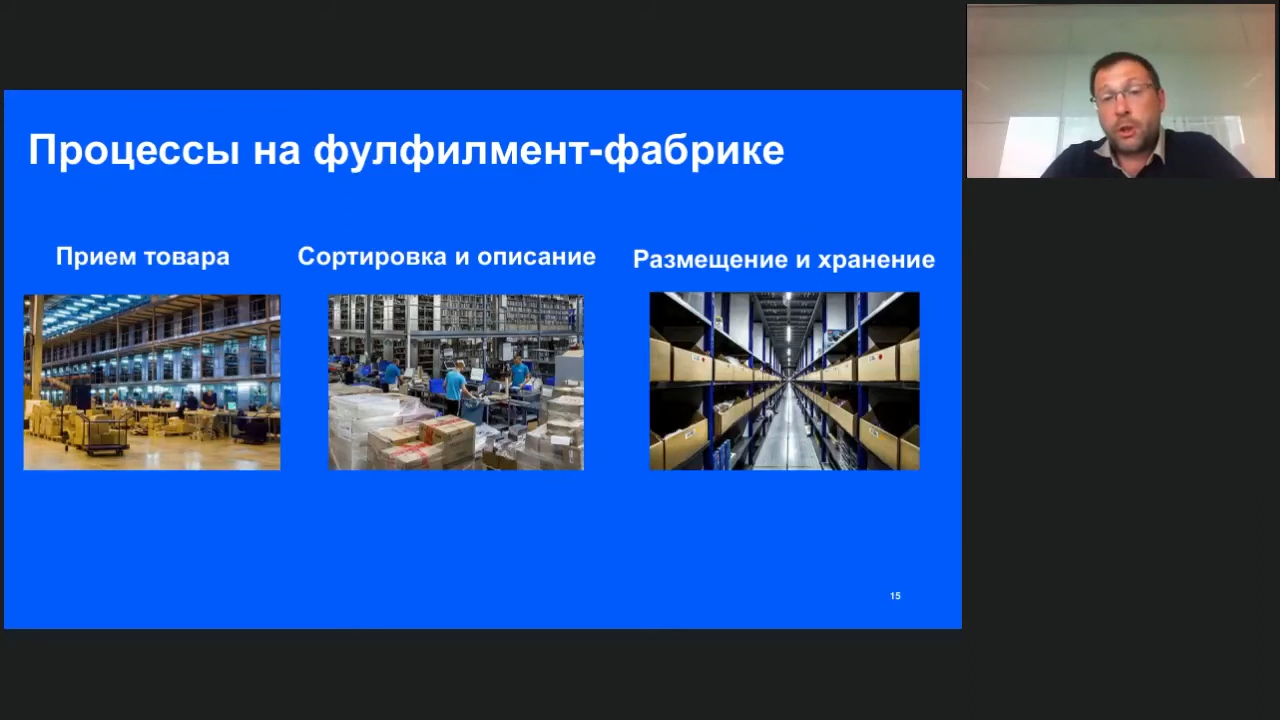 Процессы на фулфилмент-фабрике
Прием товара
Сортировка и описание
Размещение и хранение
15